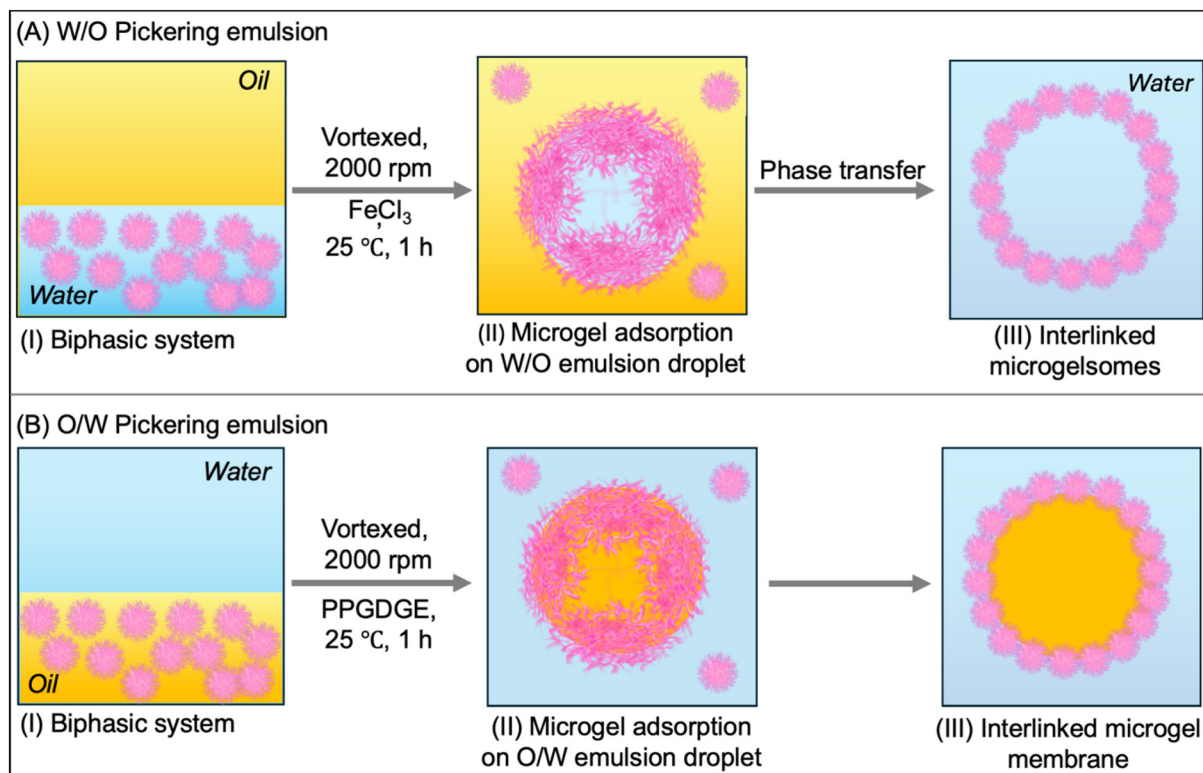 (A) W/O Pickering emulsion
Oil
Water
(I) Biphasic system
Vortexed,
2000 rpm
FeCl3,
25 ℃, 1 h
(II) Microgel adsorption
on W/O emulsion droplet
Phase transfer
Water
(III) Interlinked
microgelsomes
(B) O/W Pickering emulsion
Water
Oil
(I) Biphasic system
Vortexed,
2000 rpm
PPGDGE,
25 ℃, 1 h
(II) Microgel adsorption
on O/W emulsion droplet
(III) Interlinked microgel
membrane